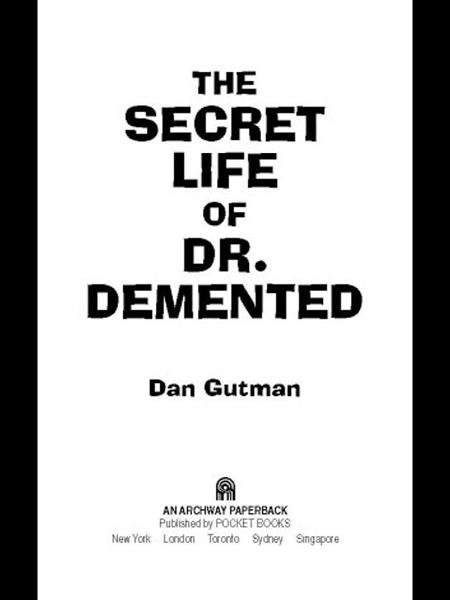 THE
SECRET
LIFE
OF
DR.
DEMENTED
Dan Gutman
AN ARCHWAY PAPERBACK
Published by POCKET BOOKS
New York London Toronto Sydney Singapore